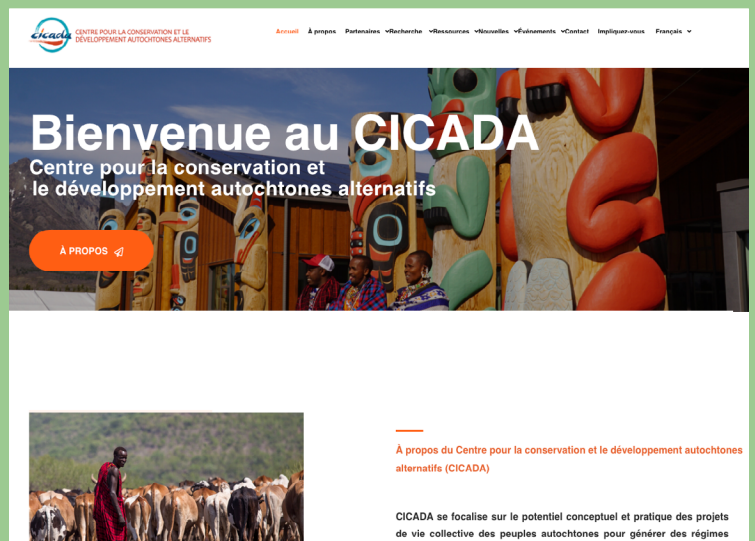 cicada
CENTRE POUR LA CONSERVATION ET LE
DÉVELOPPEMENT AUTOCHTONES ALTERNATIFS
Accueil À propos Partenaires Recherche Ressources Nouvelles Événements Contact Impliquez-vous Français
Bienvenue au CICADA
Centre pour la conservation et
le développement autochtones alternatifs
À PROPOS
À propos du Centre pour la conservation et le développement autochtones
alternatifs (CICADA)
CICADA se focalise sur le potentiel conceptuel et pratique des projets
de vie collective des peuples autochtones pour générer des régimes